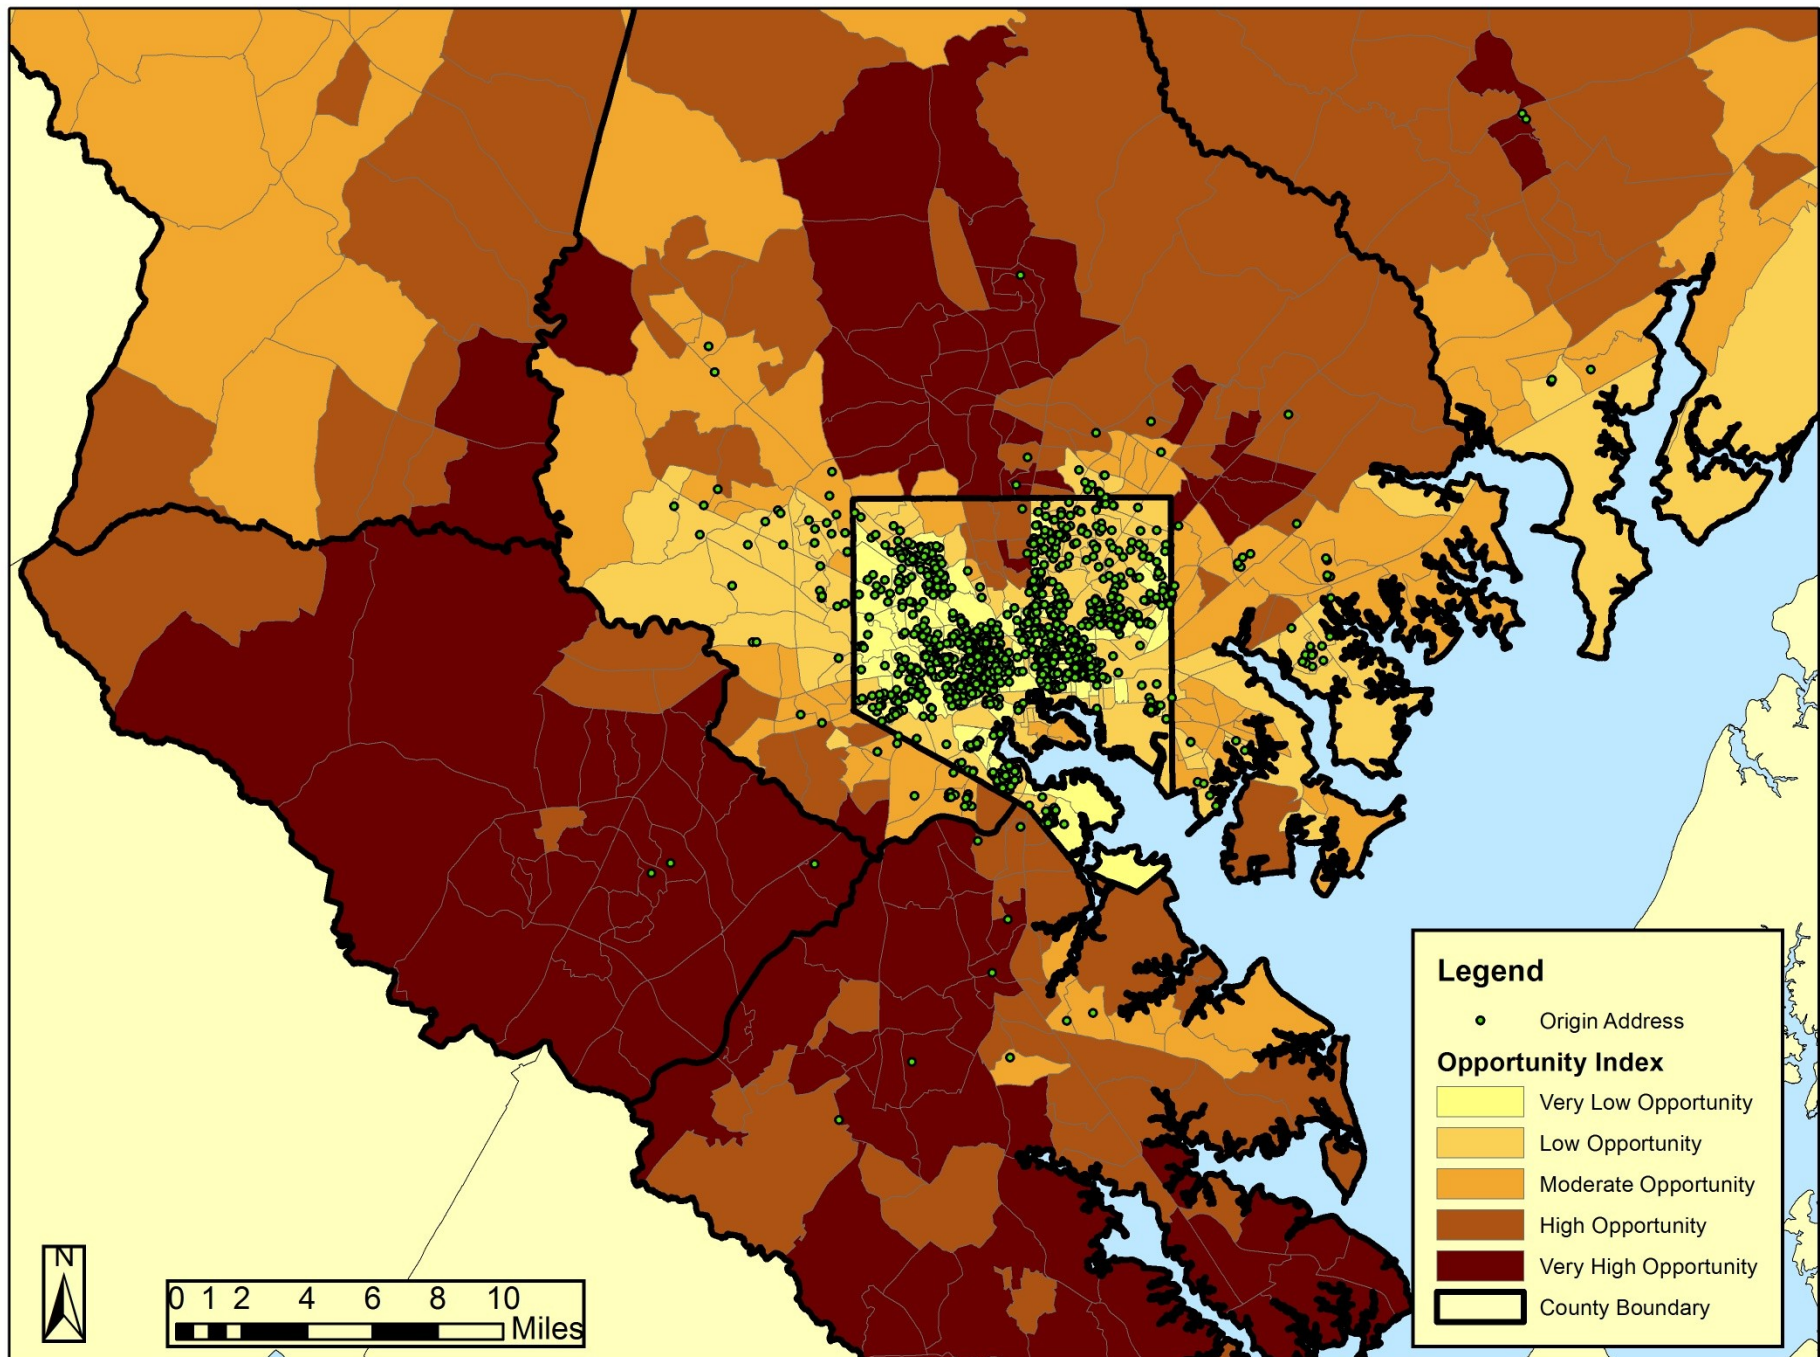 Legend
Origin Address
Opportunity Index
Very Low Opportunity
Low Opportunity
Moderate Opportunity
High Opportunity
Very High Opportunity
County Boundary
N
0 1 2 4 6 8 10
Miles